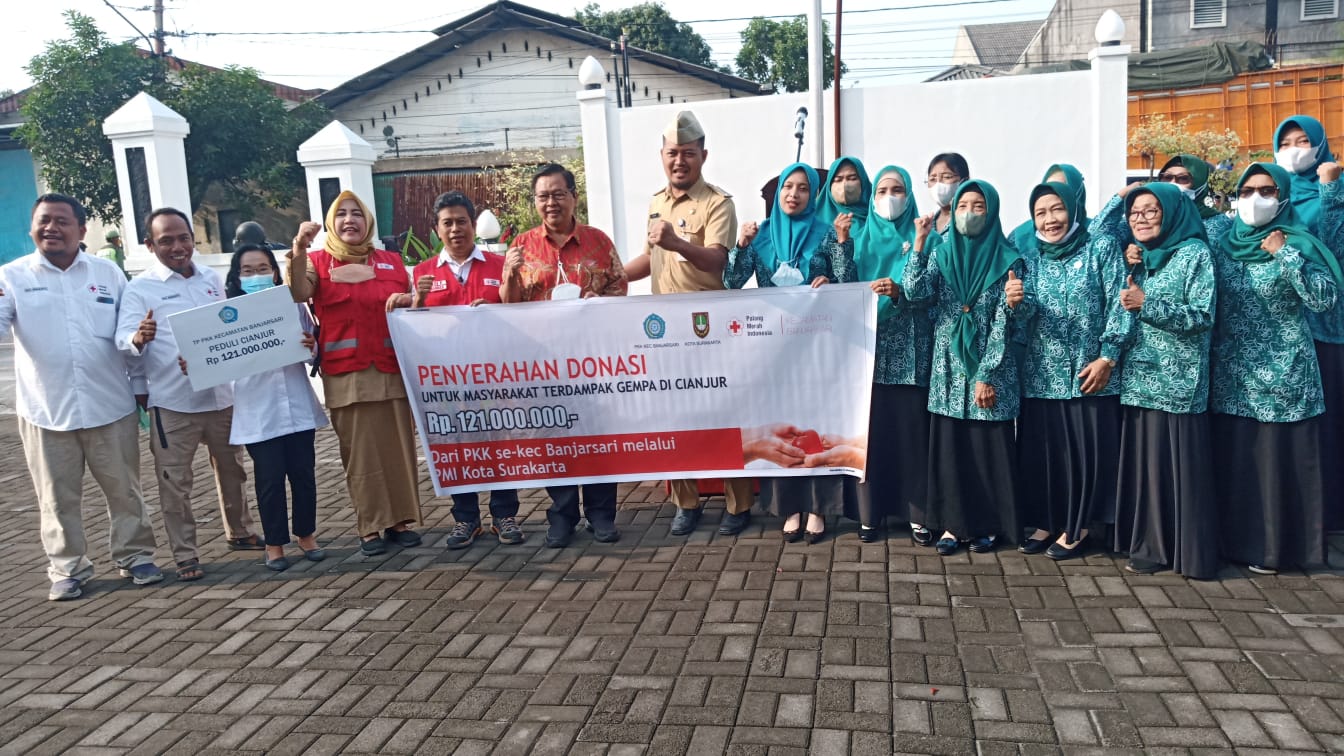 TP PKK KECAMATAN BANJARSARI
PEDULI CIANJUR
Rp 121.000.000,-
PKK KEC BANJARSARI
KOTA SURAKARTA
Palang
Merah
Indonesia
KECAMATAN
BANJARSARI
PENYERAHAN DONASI
UNTUK MASYARAKAT TERDAMPAK GEMPA DI CIANJUR
Rp. 121.000.000,-
Dari PKK se-kec Banjarsari melalui
PMI Kota Surakarta